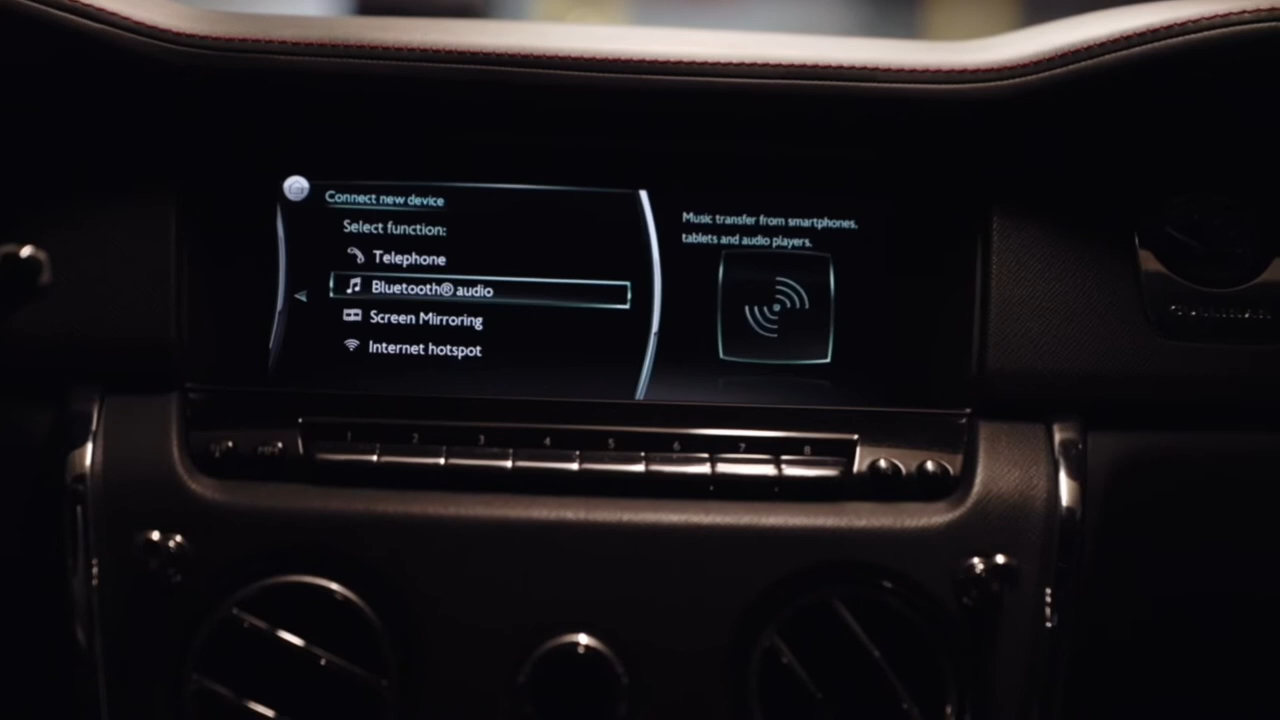 Connect new device
Select function:
Telephone
Bluetooth® audio
Screen Mirroring
Internet hotspot
Music transfer from smartphones,
tablets and audio players.
1 2 3 4 5 6 7 8